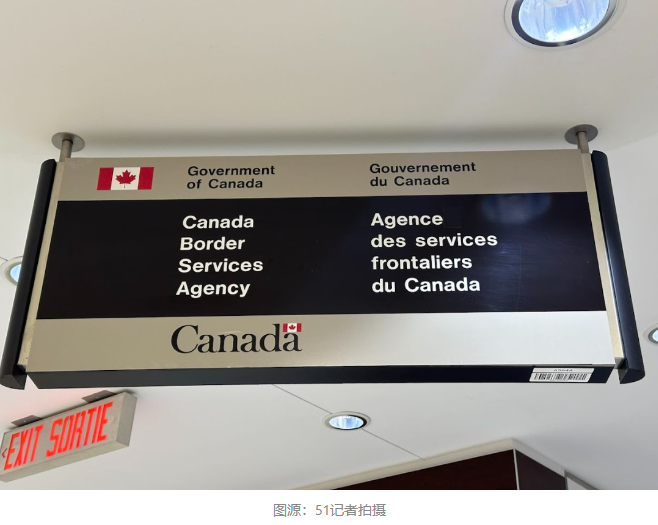 Government
of Canada
Gouvernement
du Canada
Canada
Border
Services
Agency
Agence
des services
frontaliers
du Canada
Canada
EXIT SORTIE
图源：51记者拍摄